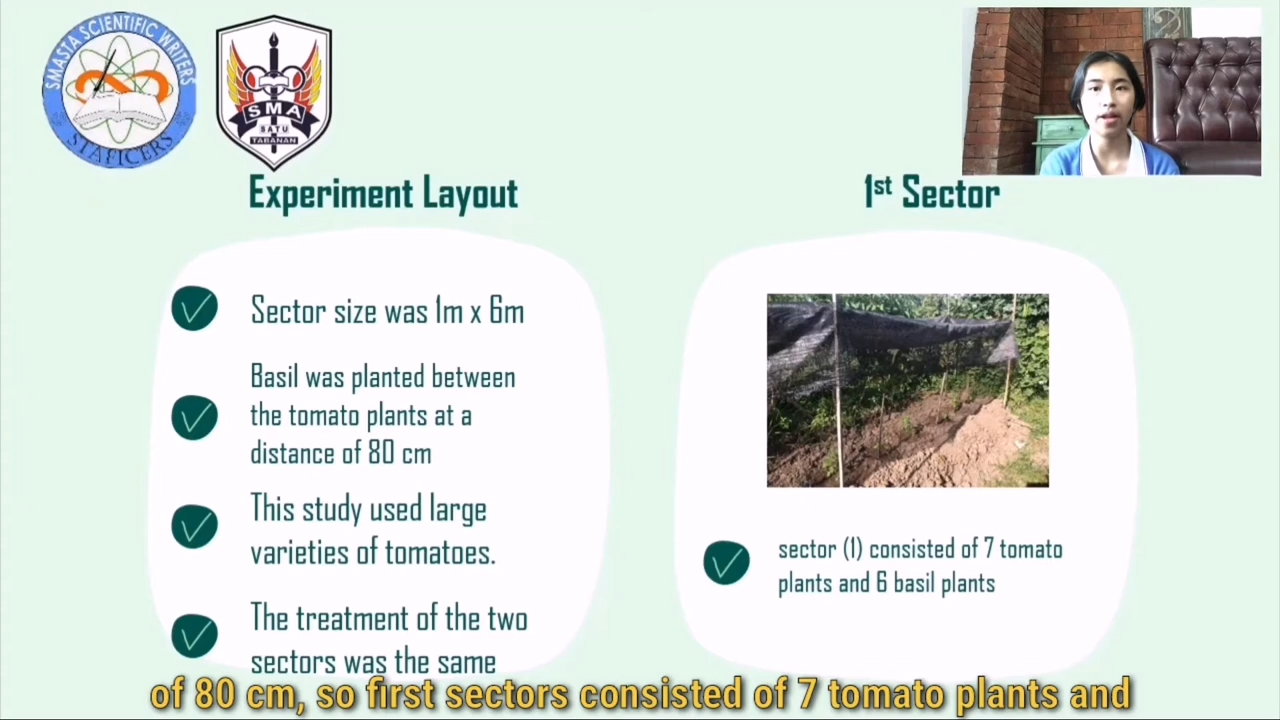 SMASTA SCIENTIFIC WRITERS
STAFICERS
SMA
SATU
TABANAN
Experiment Layout
Sector size was 1m x 6m
Basil was planted between
the tomato plants at a
distance of 80 cm
This study used large
varieties of tomatoes.
The treatment of the two
sectors was the same
1st Sector
sector (1) consisted of 7 tomato
plants and 6 basil plants
of 80 cm, so first sectors consisted of 7 tomato plants and